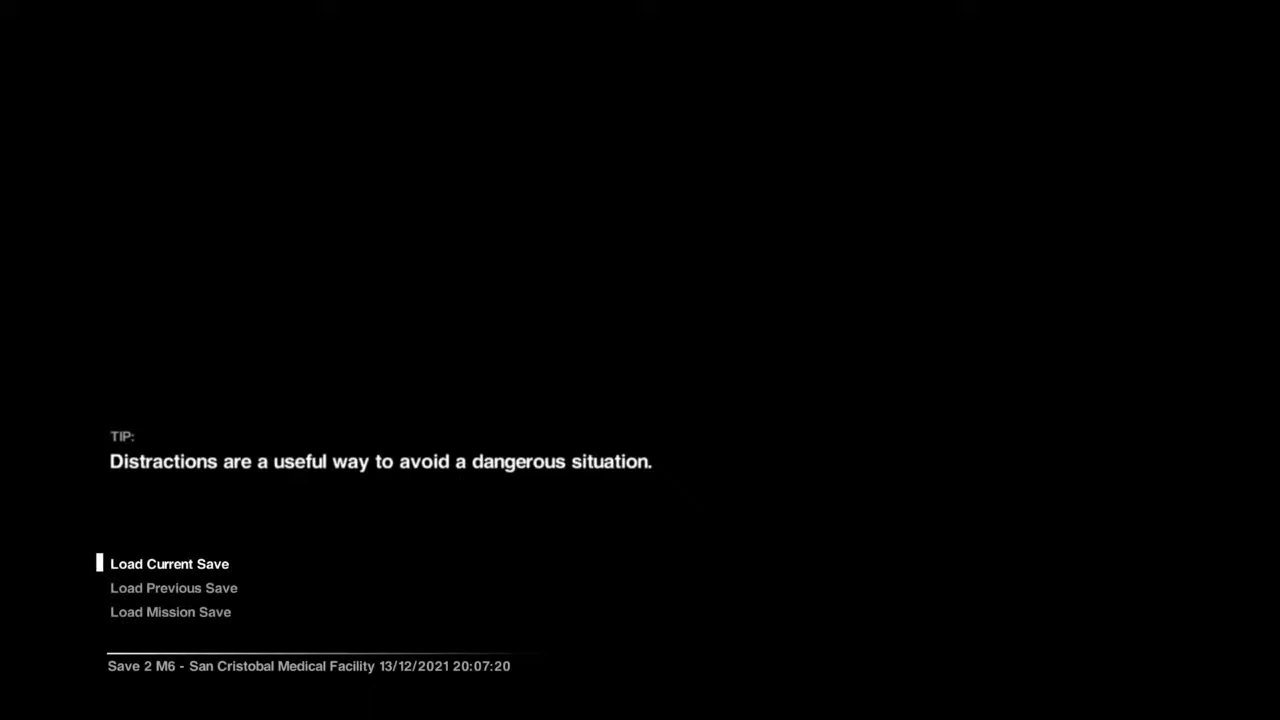 TIP:
Distractions are a useful way to avoid a dangerous situation.
Load Current Save
Load Previous Save
Load Mission Save
Save 2 M6 - San Cristobal Medical Facility 13/12/2021 20:07:20